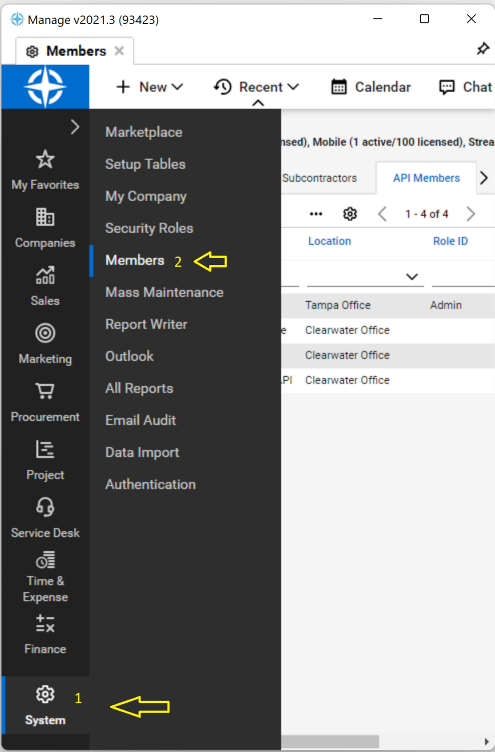 Manage v2021.3 (93423)
Members
New
Recent
Calendar
Chat
My Favorites
Companies
Sales
Marketing
Procurement
Project
Service Desk
Time &
Expense
Finance
System
1
Marketplace
Setup Tables
My Company
Security Roles
Members 2
Mass Maintenance
Report Writer
Outlook
All Reports
Email Audit
Data Import
Authentication
nsed), Mobile (1 active/100 licensed), Strea
Subcontractors
API Members
1 - 4 of 4
Location
Role ID
Tampa Office
Admin
e
Clearwater Office
Clearwater Office
API
Clearwater Office